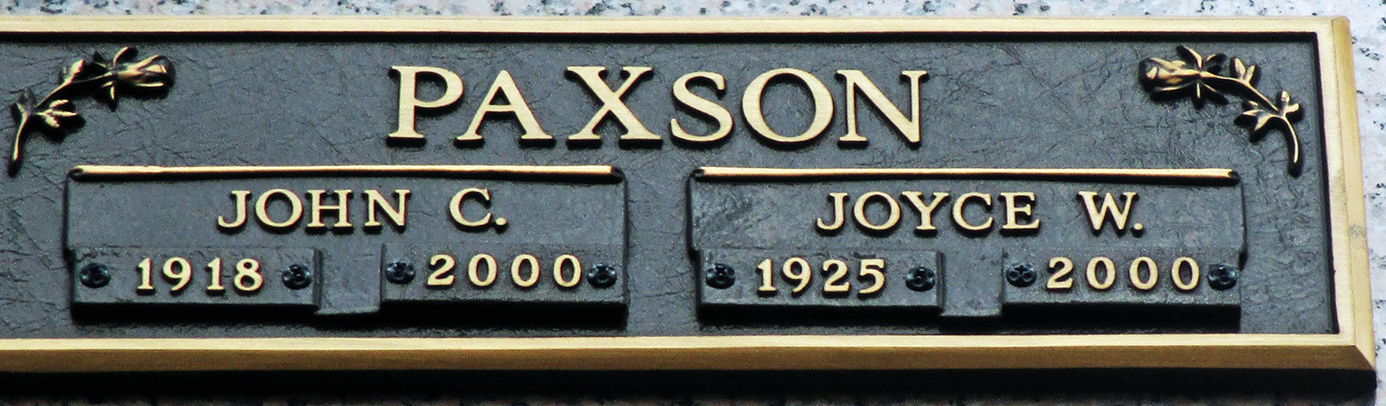 PAXSON
JOHN C.
1918 2000
JOYCE W.
1925 2000